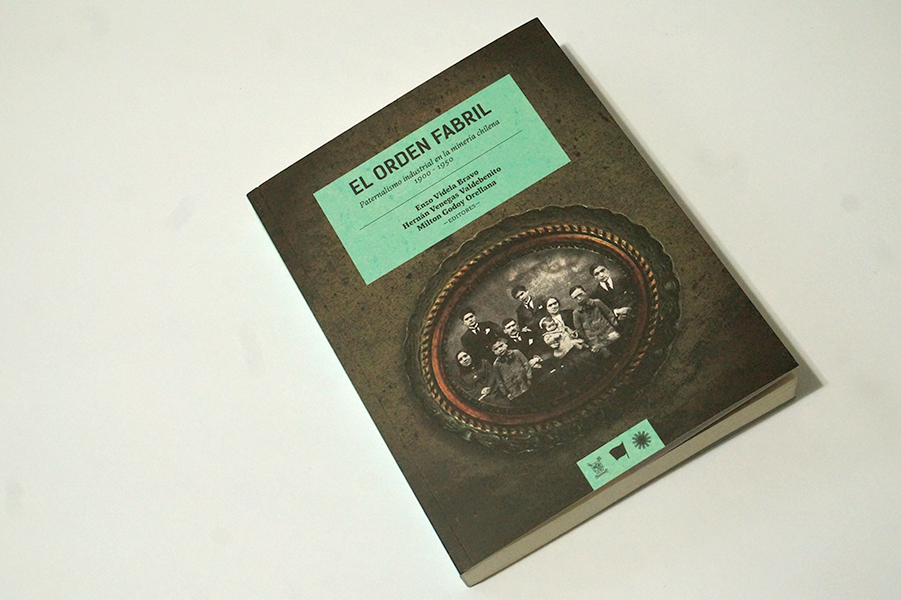 EL ORDEN FABRIL
Paternalismo industrial en la minería chilena
1900 - 1950
Enzo Videla Bravo
Hernán Venegas Valdebenito
Milton Godoy Orellana
—EDITORES—